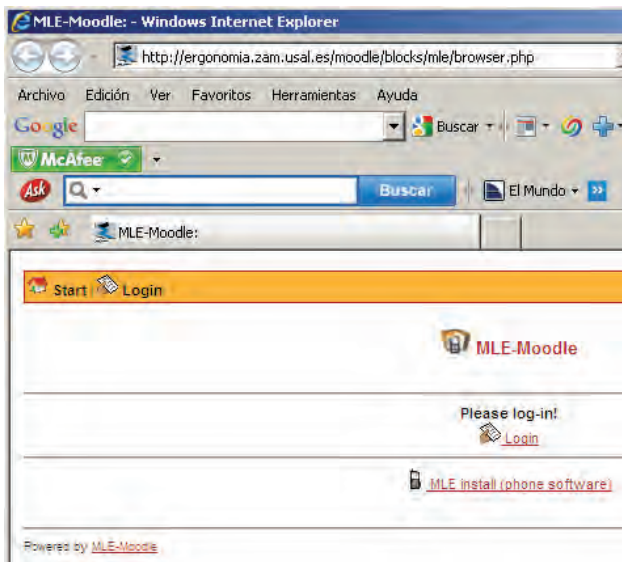 MLE-Moodle: - Windows Internet Explorer
http://ergonomia.zam.usal.es/moodle/blocks/mle/browser.php
Archivo Edición Ver Favoritos Herramientas Ayuda
Google Buscar
McAfee
Ask Buscar El Mundo
MLE-Moodle:
Start Login
MLE-Moodle
Please log-in!
Login
MLE install (phone software)
Powered by MLE-Moodle